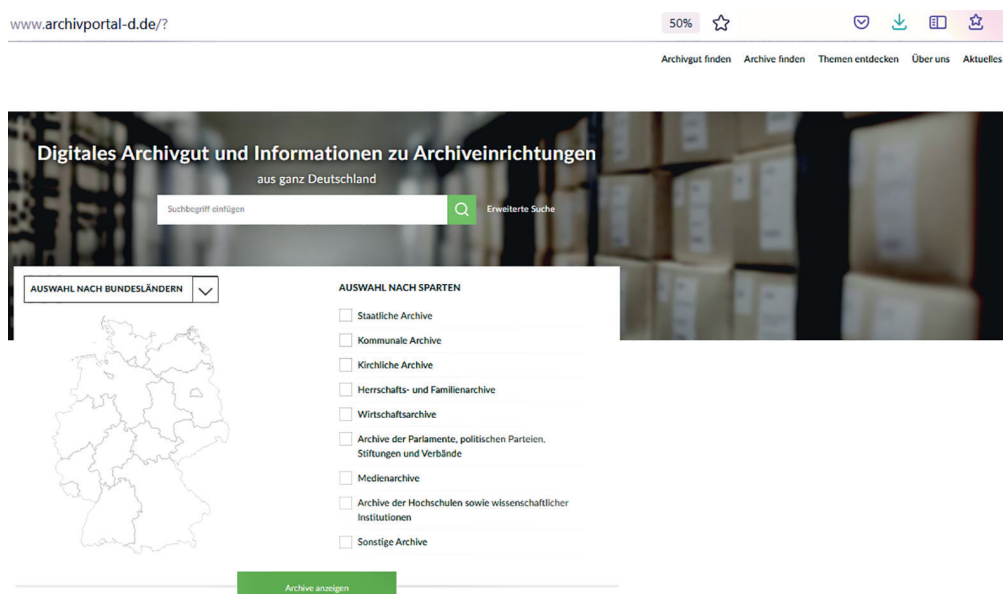 www.archivportal-d.de/?
50%
Archivgut finden Archive finden Themen entdecken Über uns Aktuelles
Digitales Archivgut und Informationen zu Archiveinrichtungen
aus ganz Deutschland
Suchbegriff einfügen
Erweiterte Suche
AUSWAHL NACH BUNDESLÄNDERN
AUSWAHL NACH SPARTEN
Staatliche Archive
Kommunale Archive
Kirchliche Archive
Herrschafts- und Familienarchive
Wirtschaftsarchive
Archive der Parlamente, politischen Parteien,
Stiftungen und Verbände
Medienarchive
Archive der Hochschulen sowie wissenschaftlicher
Institutionen
Sonstige Archive
Archive anzeigen